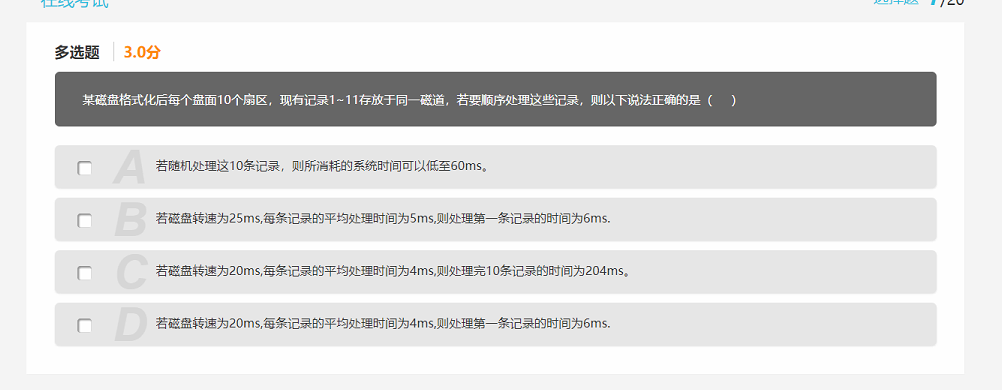 在线考试
选择题 7/20
多选题 3.0分
某磁盘格式化后每个盘面10个扇区，现有记录1~11存放于同一磁道，若要顺序处理这些记录，则以下说法正确的是（ ）
A 若随机处理这10条记录，则所消耗的系统时间可以低至60ms。
B 若磁盘转速为25ms,每条记录的平均处理时间为5ms,则处理第一条记录的时间为6ms.
C 若磁盘转速为20ms,每条记录的平均处理时间为4ms,则处理完10条记录的时间为204ms。
D 若磁盘转速为20ms,每条记录的平均处理时间为4ms,则处理第一条记录的时间为6ms.